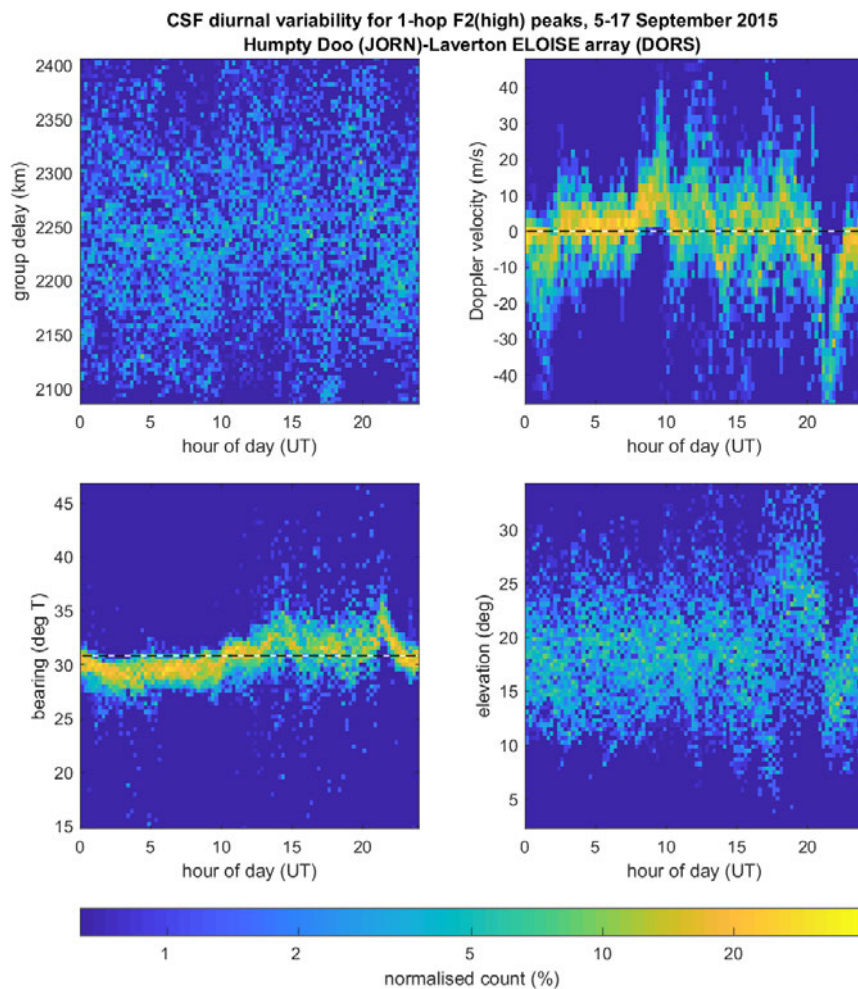 CSF diurnal variability for 1-hop F2(high) peaks, 5-17 September 2015
Humpty Doo (JORN)-Laverton ELOISE array (DORS)
2400
2350
2300
2250
2200
2150
2100
group delay (km)
0 5 10 15 20
hour of day (UT)
40
30
20
10
0
-10
-20
-30
-40
Doppler velocity (m/s)
0 5 10 15 20
hour of day (UT)
45
40
35
30
25
20
15
bearing (deg T)
0 5 10 15 20
hour of day (UT)
30
25
20
15
10
5
elevation (deg)
0 5 10 15 20
hour of day (UT)
1 2 5 10 20
normalised count (%)